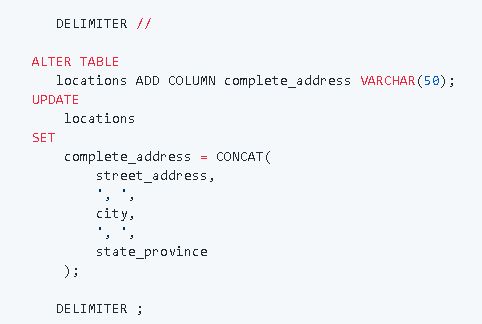 DELIMITER //
ALTER TABLE
locations ADD COLUMN complete_address VARCHAR(50);
UPDATE
locations
SET
complete_address = CONCAT(
street_address,
', ',
city,
', ',
state_province
);
DELIMITER ;